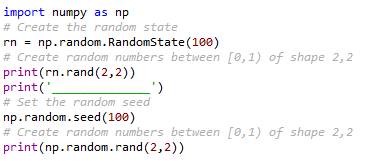 import numpy as np
# Create the random state
rn = np.random.RandomState(100)
# Create random numbers between [0,1) of shape 2,2
print(rn.rand(2,2))
print('______________')
# Set the random seed
np.random.seed(100)
# Create random numbers between [0,1) of shape 2,2
print(np.random.rand(2,2))